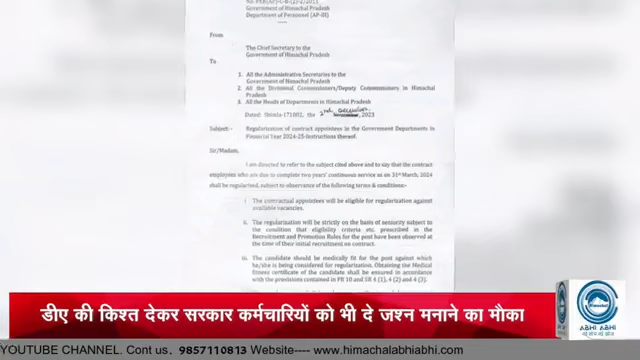 No. PER(AP)-C-B(2)-2/2015
Government of Himachal Pradesh
Department of Personnel (AP-III)
From
The Chief Secretary to the
Government of Himachal Pradesh
To
1. All the Administrative Secretaries to the
Government of Himachal Pradesh
2. All the Divisional Commissioners/Deputy Commissioners in Himachal
Pradesh
3. All the Heads of Departments in Himachal Pradesh
Dated: Shimla-171002, the 2nd December, 2023
Subject:- Regularization of contract appointees in the Government Departments in
Financial Year 2024-25-Instructions thereof.
Sir/Madam,
I am directed to refer to the subject cited above and to say that the contract
employees who are due to complete two years' continuous service as on 31st March, 2024
shall be regularized, subject to observance of the following terms & conditions:-
i. The contractual appointees will be eligible for regularization against
available vacancies.
ii. The regularization will be strictly on the basis of seniority subject to
the condition that eligibility criteria etc. prescribed in the
Recruitment and Promotion Rules for the post have been observed at
the time of their initial recruitment on contract.
iii. The candidate should be medically fit for the post against which
he/she is being considered for regularization. Obtaining the Medical
fitness certificate of the candidate shall be ensured in accordance
with the provisions contained in FR 10 and SR 4 (1), 4 (2) and 4 (3).
डीए की किश्त देकर सरकार कर्मचारियों को भी दे जश्न मनाने का मौका
Himachal
ABHI ABHI
YOUTUBE CHANNEL. Cont us. 9857110813 Website---- www.himachalabhiabhi.com